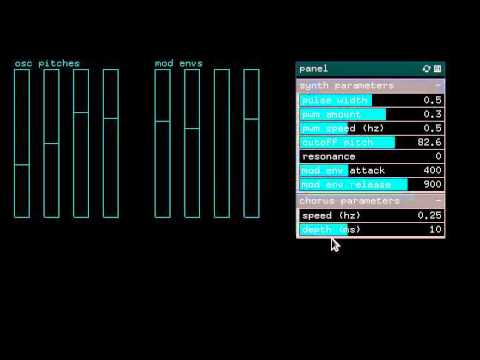 osc pitches
mod envs
panel
synth parameters -
pulse width 0.5
pwm amount 0.3
pwm speed (hz) 0.5
cutoff pitch 82.6
resonance 0
mod env attack 400
mod env release 900
chorus parameters -
speed (hz) 0.25
depth (ms) 10